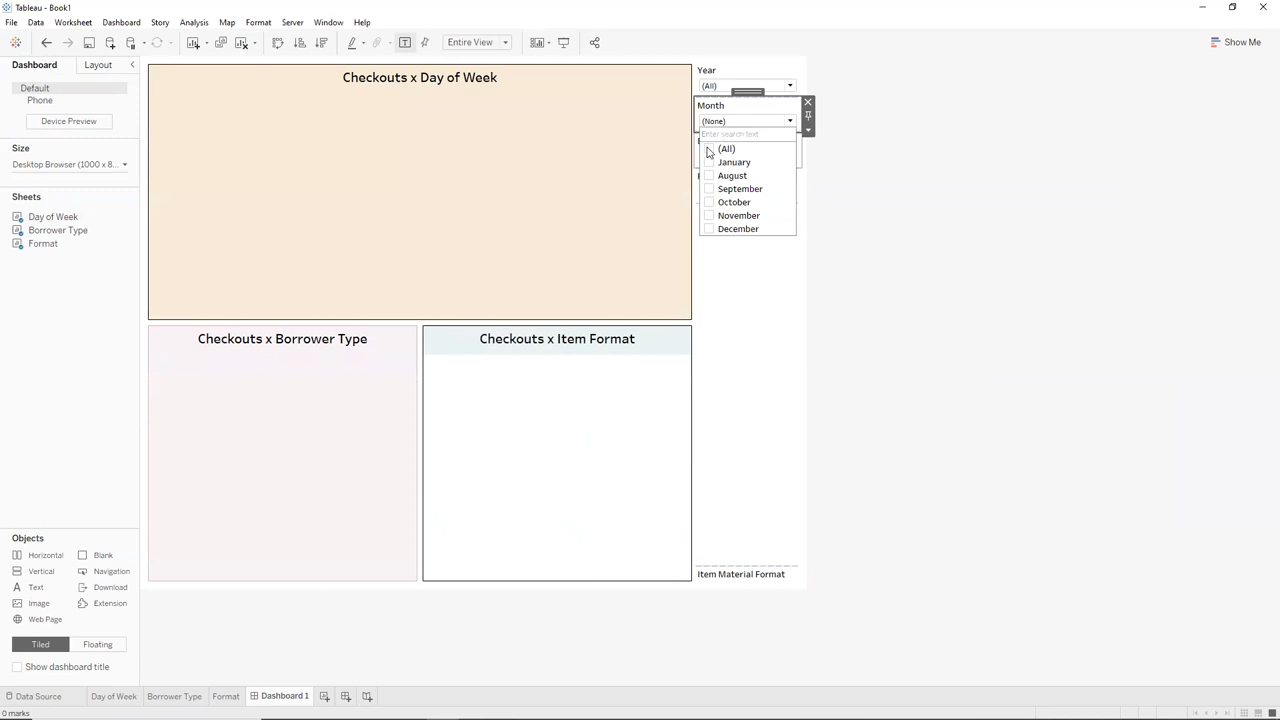 Tableau - Book1
File Data Worksheet Dashboard Story Analysis Map Format Server Window Help
Entire View
Show Me
Dashboard Layout
Default
Phone
Device Preview
Size
Desktop Browser (1000 x 8...
Sheets
Day of Week
Borrower Type
Format
Objects
Horizontal Blank
Vertical Navigation
Text Download
Image Extension
Web Page
Tiled Floating
Show dashboard title
Checkouts x Day of Week
Checkouts x Borrower Type
Checkouts x Item Format
Year
(All)
Month
(None)
Enter search text
(All)
January
August
September
October
November
December
Item Material Format
Data Source Day of Week Borrower Type Format Dashboard 1
0 marks